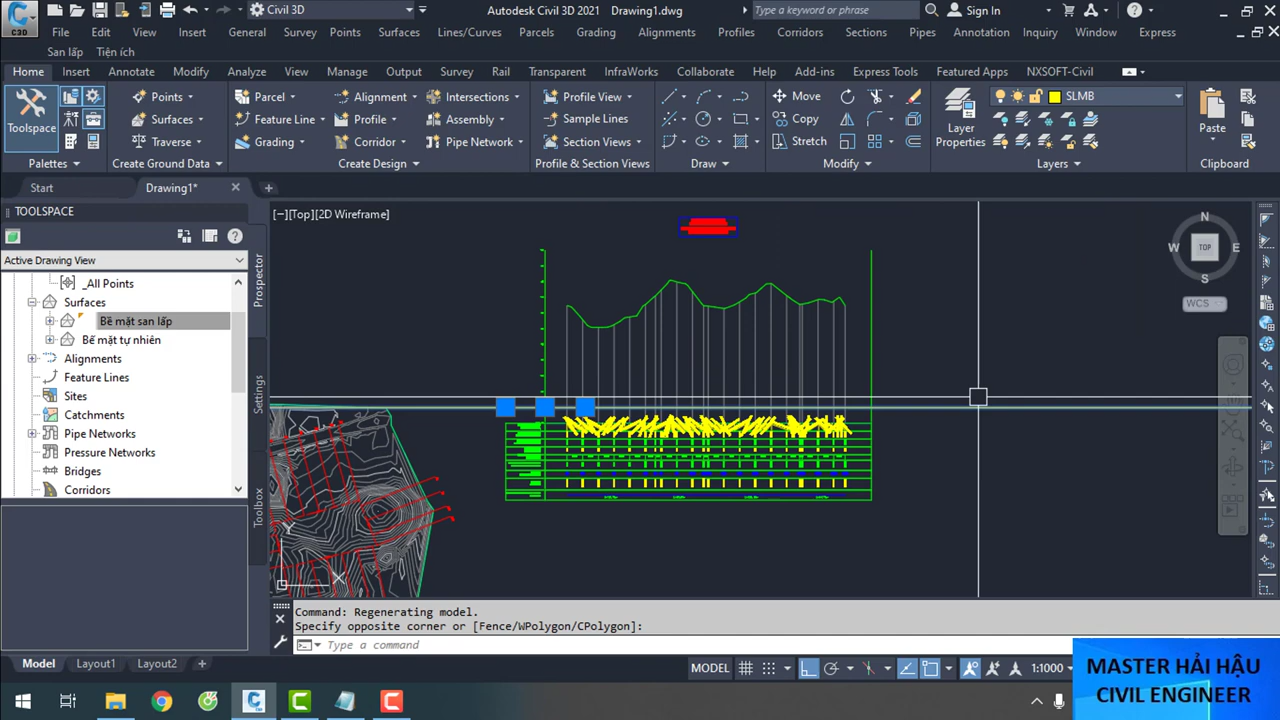 C3D
Civil 3D
Autodesk Civil 3D 2021 Drawing1.dwg
Type a keyword or phrase
Sign In
File Edit View Insert General Survey Points Surfaces Lines/Curves Parcels Grading Alignments Profiles Corridors Sections Pipes Annotation Inquiry Window Express
San lấp Tiện ích
Home Insert Annotate Modify Analyze View Manage Output Survey Rail Transparent InfraWorks Collaborate Help Add-ins Express Tools Featured Apps NXSOFT-Civil
Points Parcel Alignment Intersections Profile View Move SLMB
Toolspace Surfaces Feature Line Profile Assembly Sample Lines Copy Layer Properties Paste
Traverse Grading Corridor Pipe Network Section Views Stretch
Palettes Create Ground Data Create Design Profile & Section Views Draw Modify Layers Clipboard
Start Drawing1*
TOOLSPACE
[−][Top][2D Wireframe]
N
W TOP E
S
WCS
Active Drawing View
_All Points
Surfaces
Bề mặt san lấp
Bề mặt tự nhiên
Alignments
Feature Lines
Sites
Catchments
Pipe Networks
Pressure Networks
Bridges
Corridors
Prospector
Settings
Toolbox
Y
X
Command: Regenerating model.
Specify opposite corner or [Fence/WPolygon/CPolygon]:
Type a command
Model Layout1 Layout2
MODEL
1:1000
MASTER HẢI HẬU
CIVIL ENGINEER